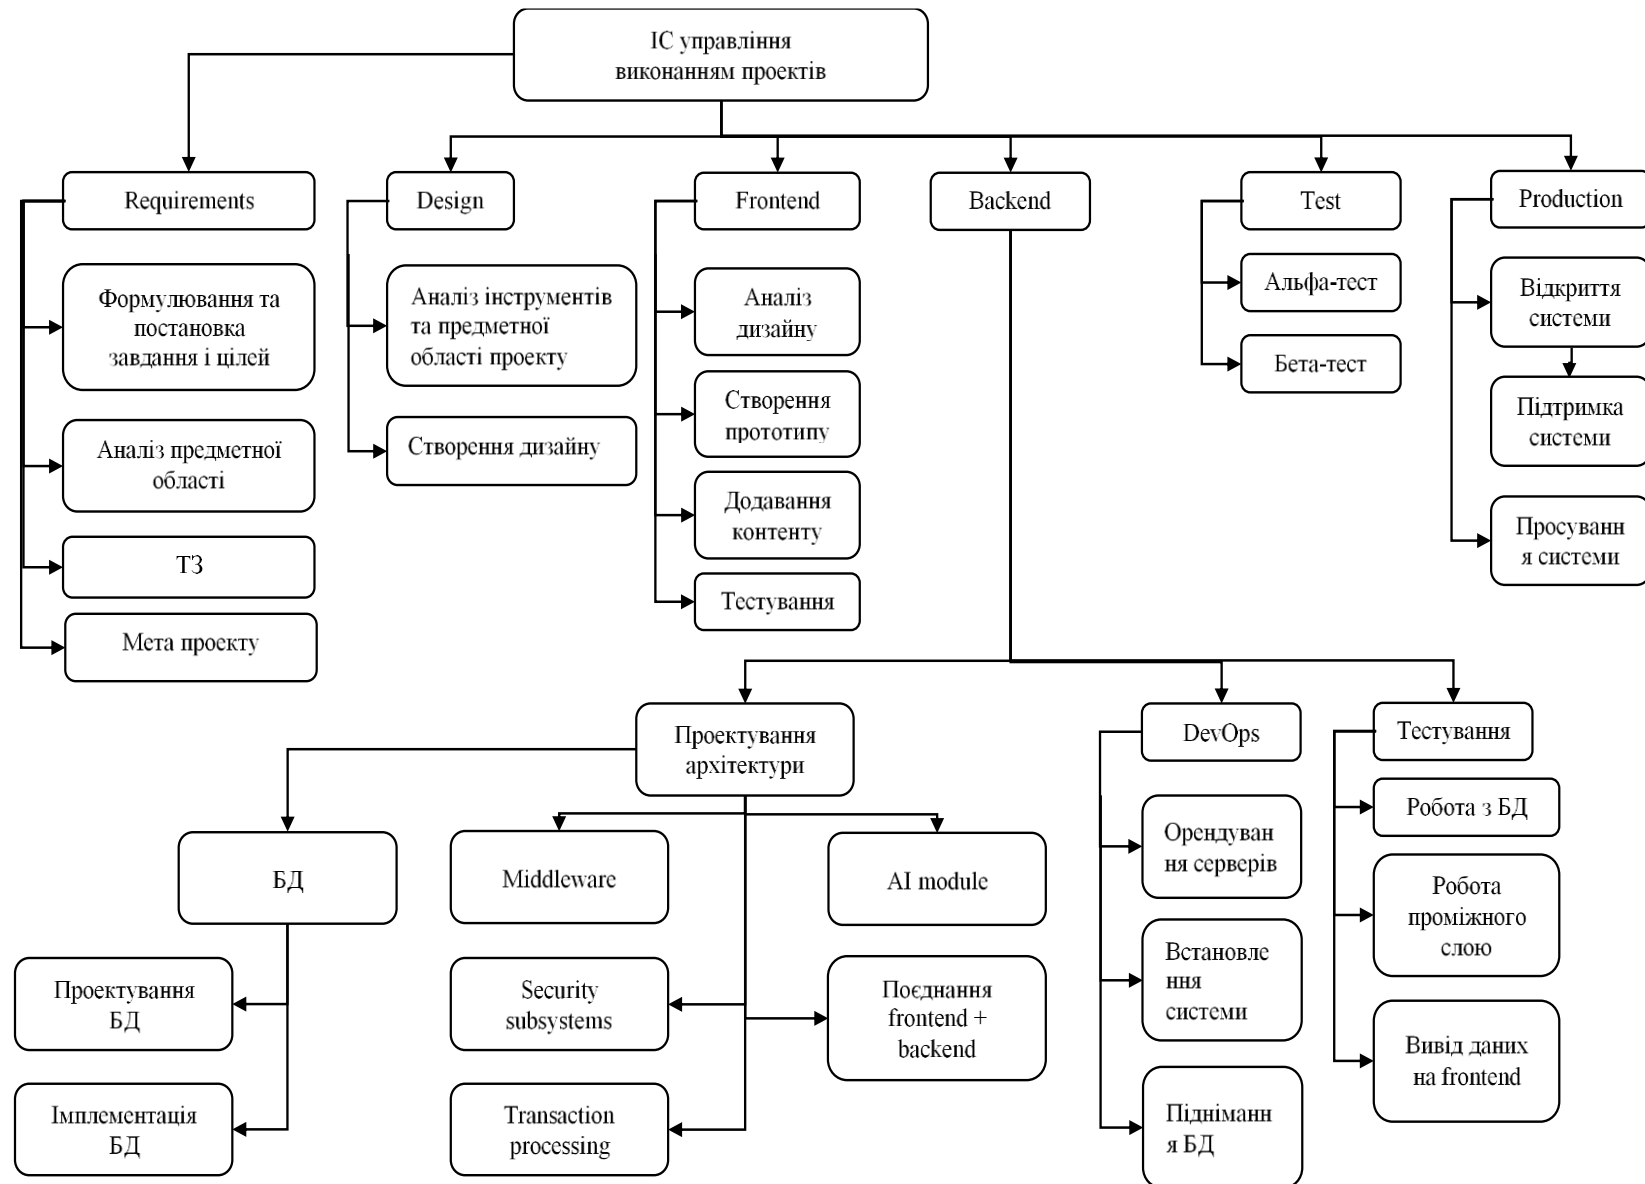 ІС управління
виконанням проектів
Requirements
Design
Frontend
Backend
Test
Production
Формулювання та
постановка
завдання і цілей
Аналіз предметної
області
ТЗ
Мета проекту
Аналіз інструментів
та предметної
області проекту
Створення дизайну
Аналіз
дизайну
Створення
прототипу
Додавання
контенту
Тестування
Альфа-тест
Бета-тест
Відкриття
системи
Підтримка
системи
Просуванн
я системи
Проектування
архітектури
DevOps
Тестування
БД
Middleware
AI module
Проектування
БД
Імплементація
БД
Security
subsystems
Transaction
processing
Поєднання
frontend +
backend
Орендуван
ня серверів
Встановле
ння
системи
Підніманн
я БД
Робота з БД
Робота
проміжного
слою
Вивід даних
на frontend